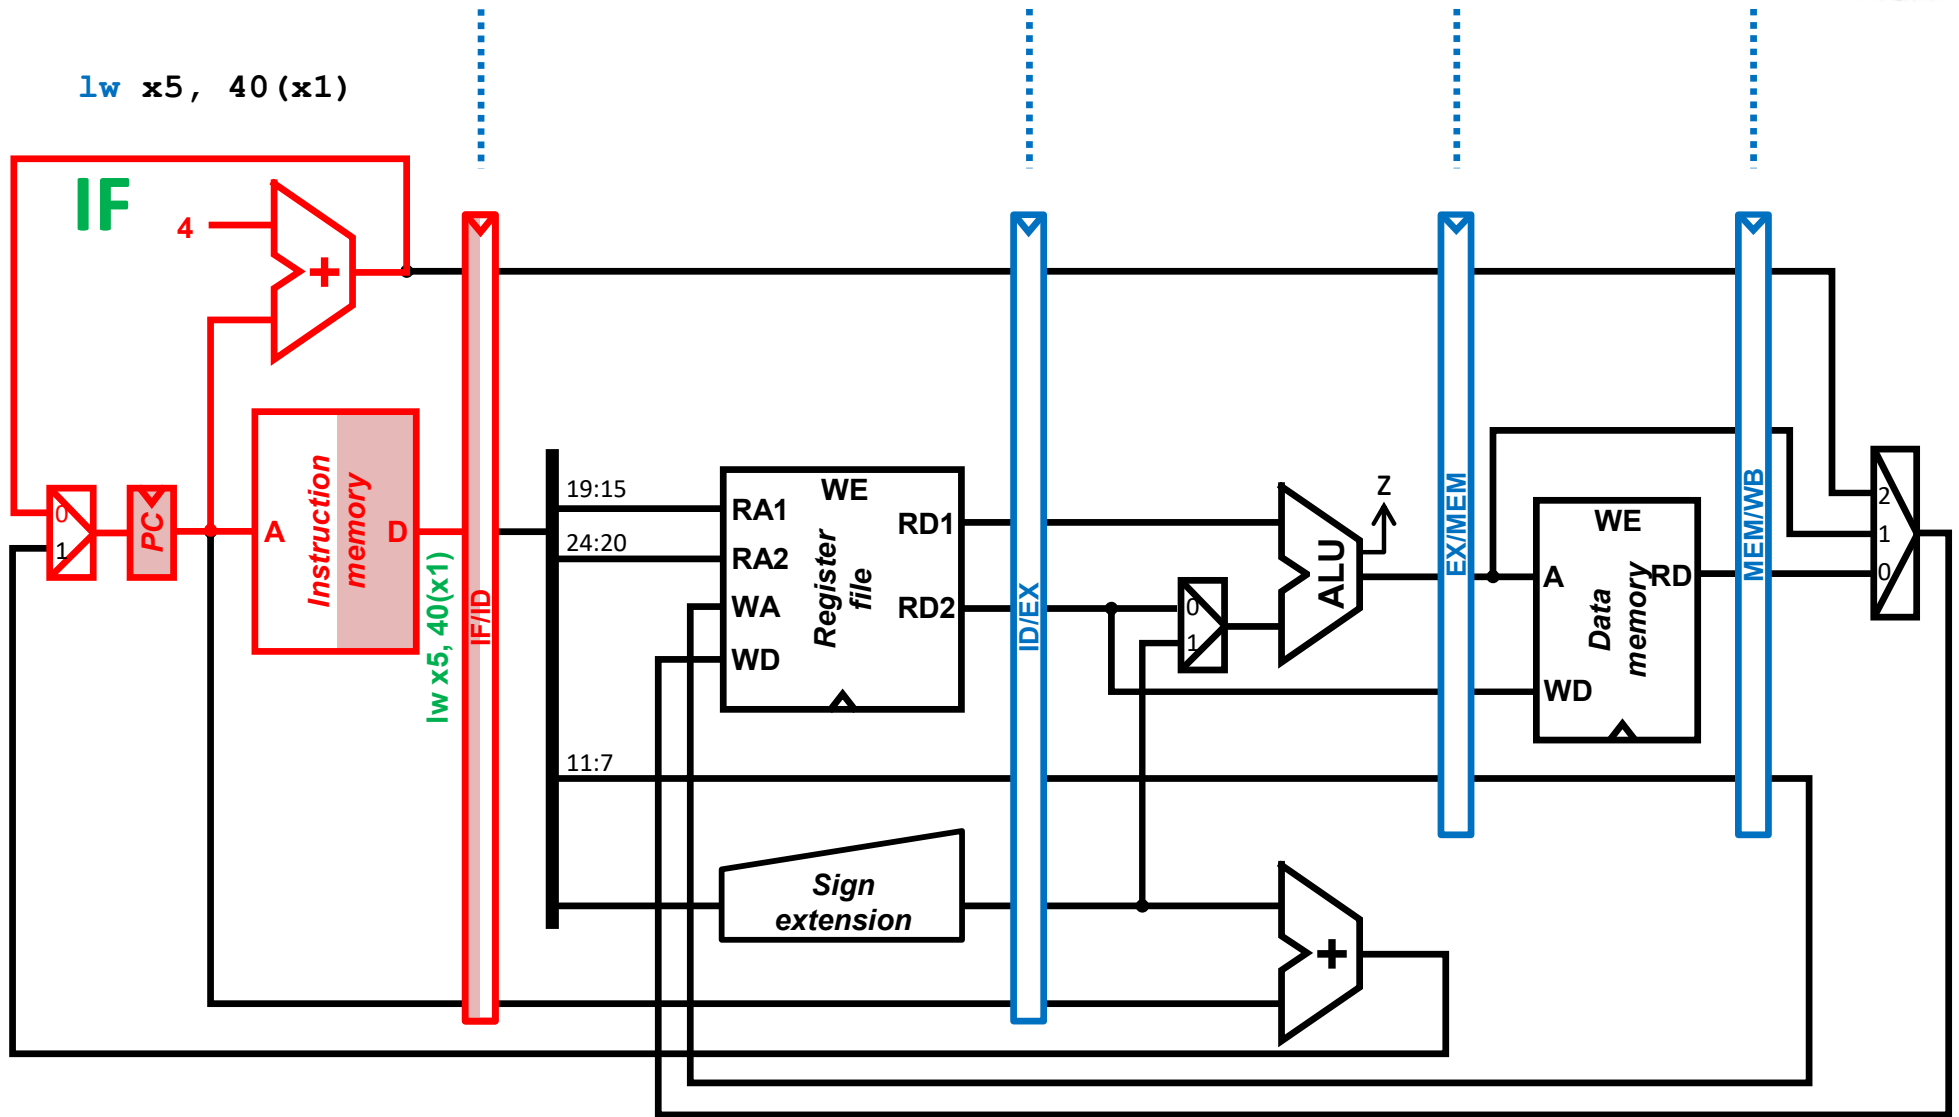 lw x5, 40(x1)
IF
4
+
0
1
PC
A
Instruction
memory
D
lw x5, 40(x1)
IF/ID
19:15
24:20
11:7
RA1
RA2
WA
WD
WE
Register
file
RD1
RD2
Sign
extension
ID/EX
0
1
ALU
Z
+
EX/MEM
A
WE
RD
Data
memory
WD
MEM/WB
2
1
0